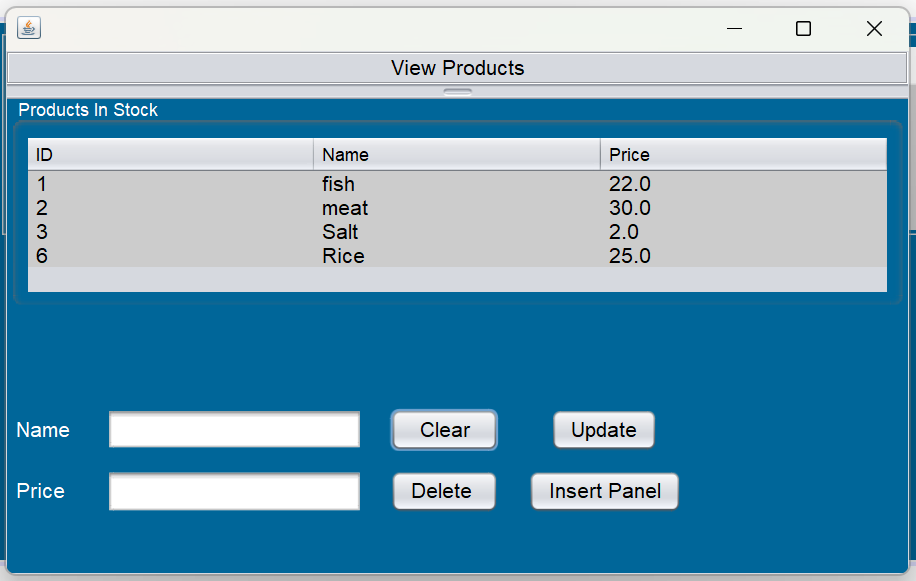 View Products
Products In Stock
ID Name Price
1 fish 22.0
2 meat 30.0
3 Salt 2.0
6 Rice 25.0
Name Clear Update
Price Delete Insert Panel